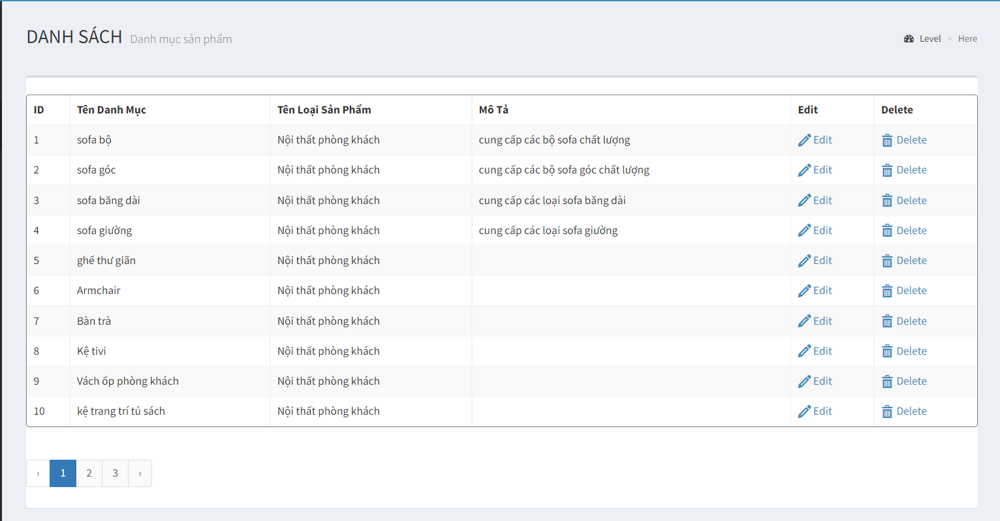 DANH SÁCH Danh mục sản phẩm
Level > Here
ID Tên Danh Mục Tên Loại Sản Phẩm Mô Tả Edit Delete
1 sofa bộ Nội thất phòng khách cung cấp các bộ sofa chất lượng Edit Delete
2 sofa góc Nội thất phòng khách cung cấp các bộ sofa góc chất lượng Edit Delete
3 sofa băng dài Nội thất phòng khách cung cấp các loại sofa băng dài Edit Delete
4 sofa giường Nội thất phòng khách cung cấp các loại sofa giường Edit Delete
5 ghế thư giãn Nội thất phòng khách Edit Delete
6 Armchair Nội thất phòng khách Edit Delete
7 Bàn trà Nội thất phòng khách Edit Delete
8 Kệ tivi Nội thất phòng khách Edit Delete
9 Vách ốp phòng khách Nội thất phòng khách Edit Delete
10 kệ trang trí tủ sách Nội thất phòng khách Edit Delete
‹ 1 2 3 ›